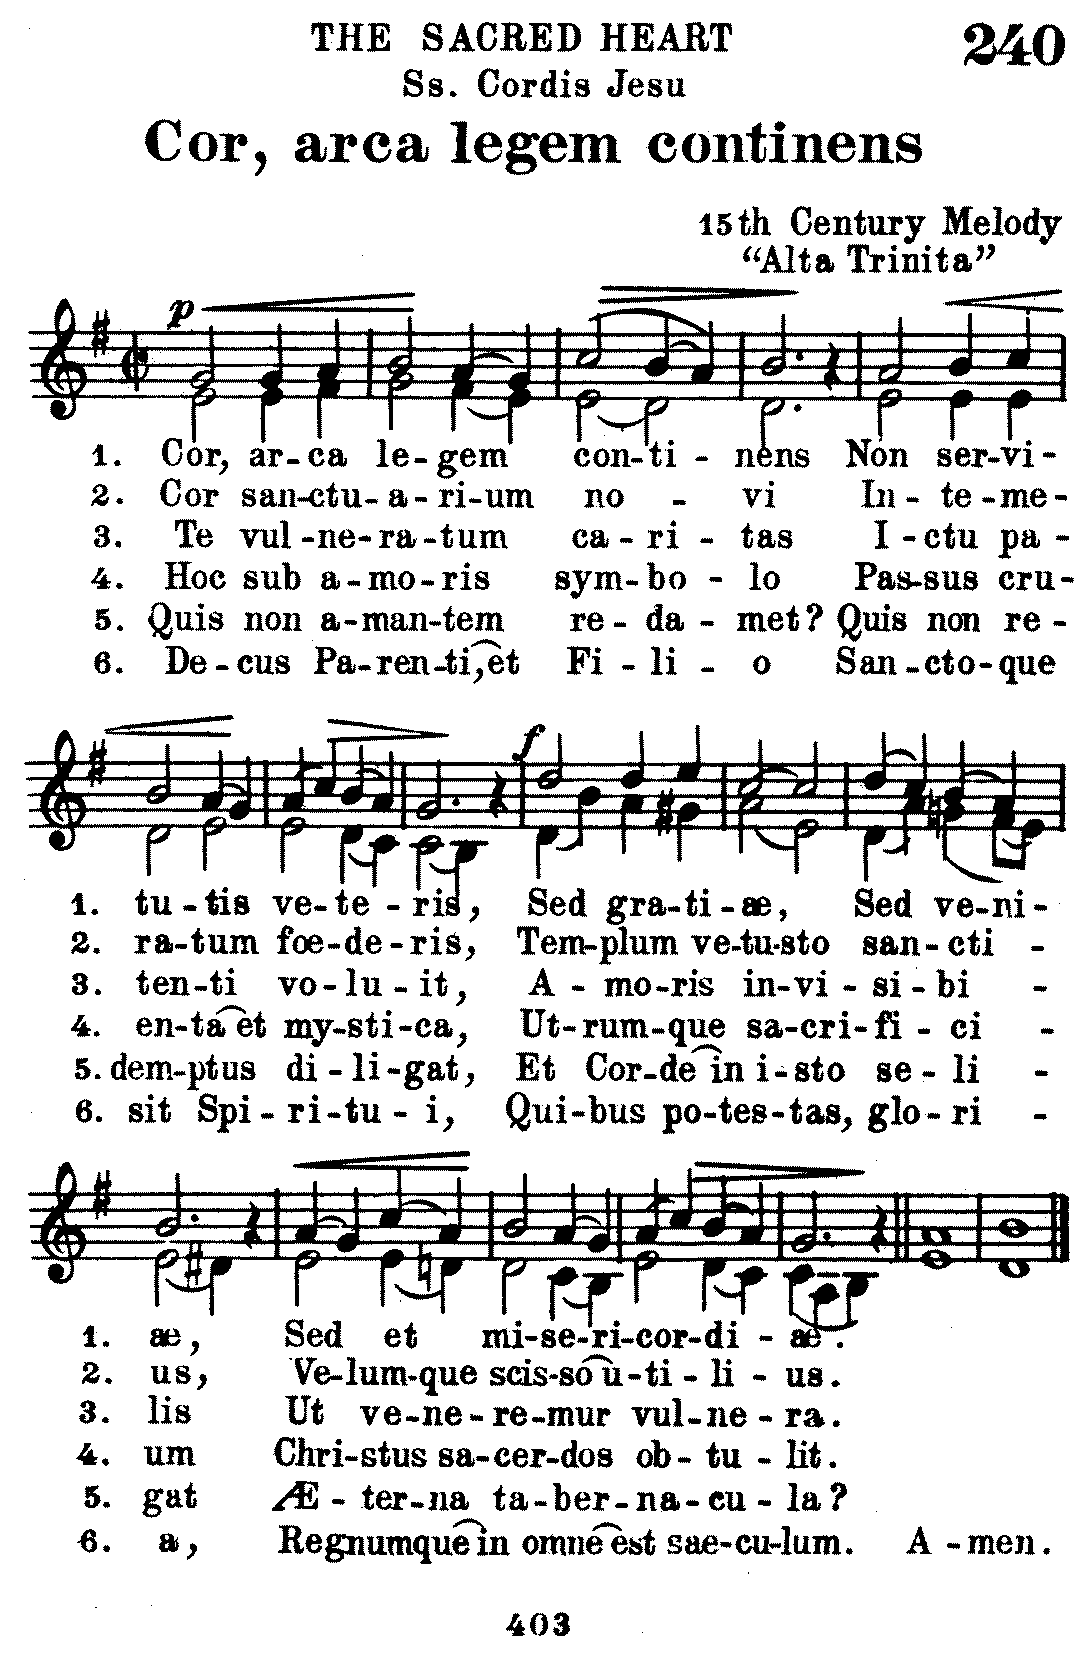 THE SACRED HEART
240
Ss. Cordis Jesu
Cor, arca legem continens
15th Century Melody
“Alta Trinita”
p
1. Cor, ar-ca le-gem con-ti - nens Non ser-vi-
2. Cor san-ctu-a-ri-um no - vi In - te-me-
3. Te vul-ne-ra-tum ca-ri - tas I-ctu pa-
4. Hoc sub a-mo-ris sym-bo - lo Pas-sus cru-
5. Quis non a-man-tem re-da - met? Quis non re-
6. De-cus Pa-ren-ti, et Fi-li - o San-cto-que
f
1. tu-tis ve-te-ris, Sed gra-ti-æ, Sed ve-ni-
2. ra-tum fœ-de-ris, Tem-plum ve-tu-sto san-cti -
3. ten-ti vo-lu-it, A - mo-ris in-vi-si-bi -
4. en-ta et my-sti-ca, Ut-rum-que sa-cri-fi-ci -
5. dem-ptus di-li-gat, Et Cor-de in i-sto se-li -
6. sit Spi-ri-tu-i, Qui-bus po-tes-tas, glo-ri -
1. æ, Sed et mi-se-ri-cor-di - æ.
2. us, Ve-lum-que scis-so u-ti-li - us.
3. lis Ut ve-ne-re-mur vul-ne-ra.
4. um Chri-stus sa-cer-dos ob-tu - lit.
5. gat Æ - ter-na ta-ber-na-cu-la?
6. a, Regnumque in omne est sae-cu-lum. A-men.
403